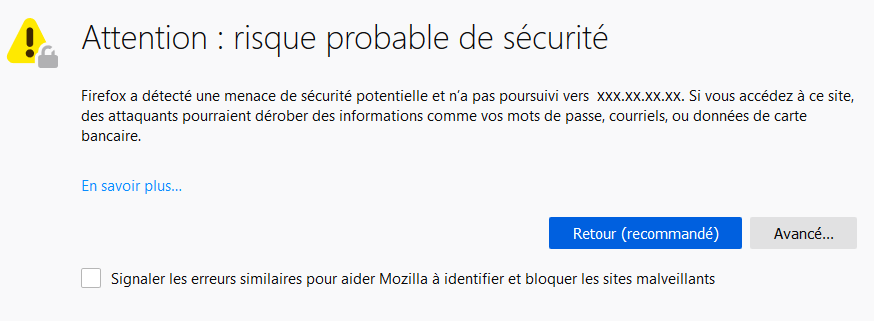 Attention : risque probable de sécurité
Firefox a détecté une menace de sécurité potentielle et n’a pas poursuivi vers xxx.xx.xx.xx. Si vous accédez à ce site,
des attaquants pourraient dérober des informations comme vos mots de passe, courriels, ou données de carte
bancaire.
En savoir plus…
Retour (recommandé)
Avancé…
Signaler les erreurs similaires pour aider Mozilla à identifier et bloquer les sites malveillants